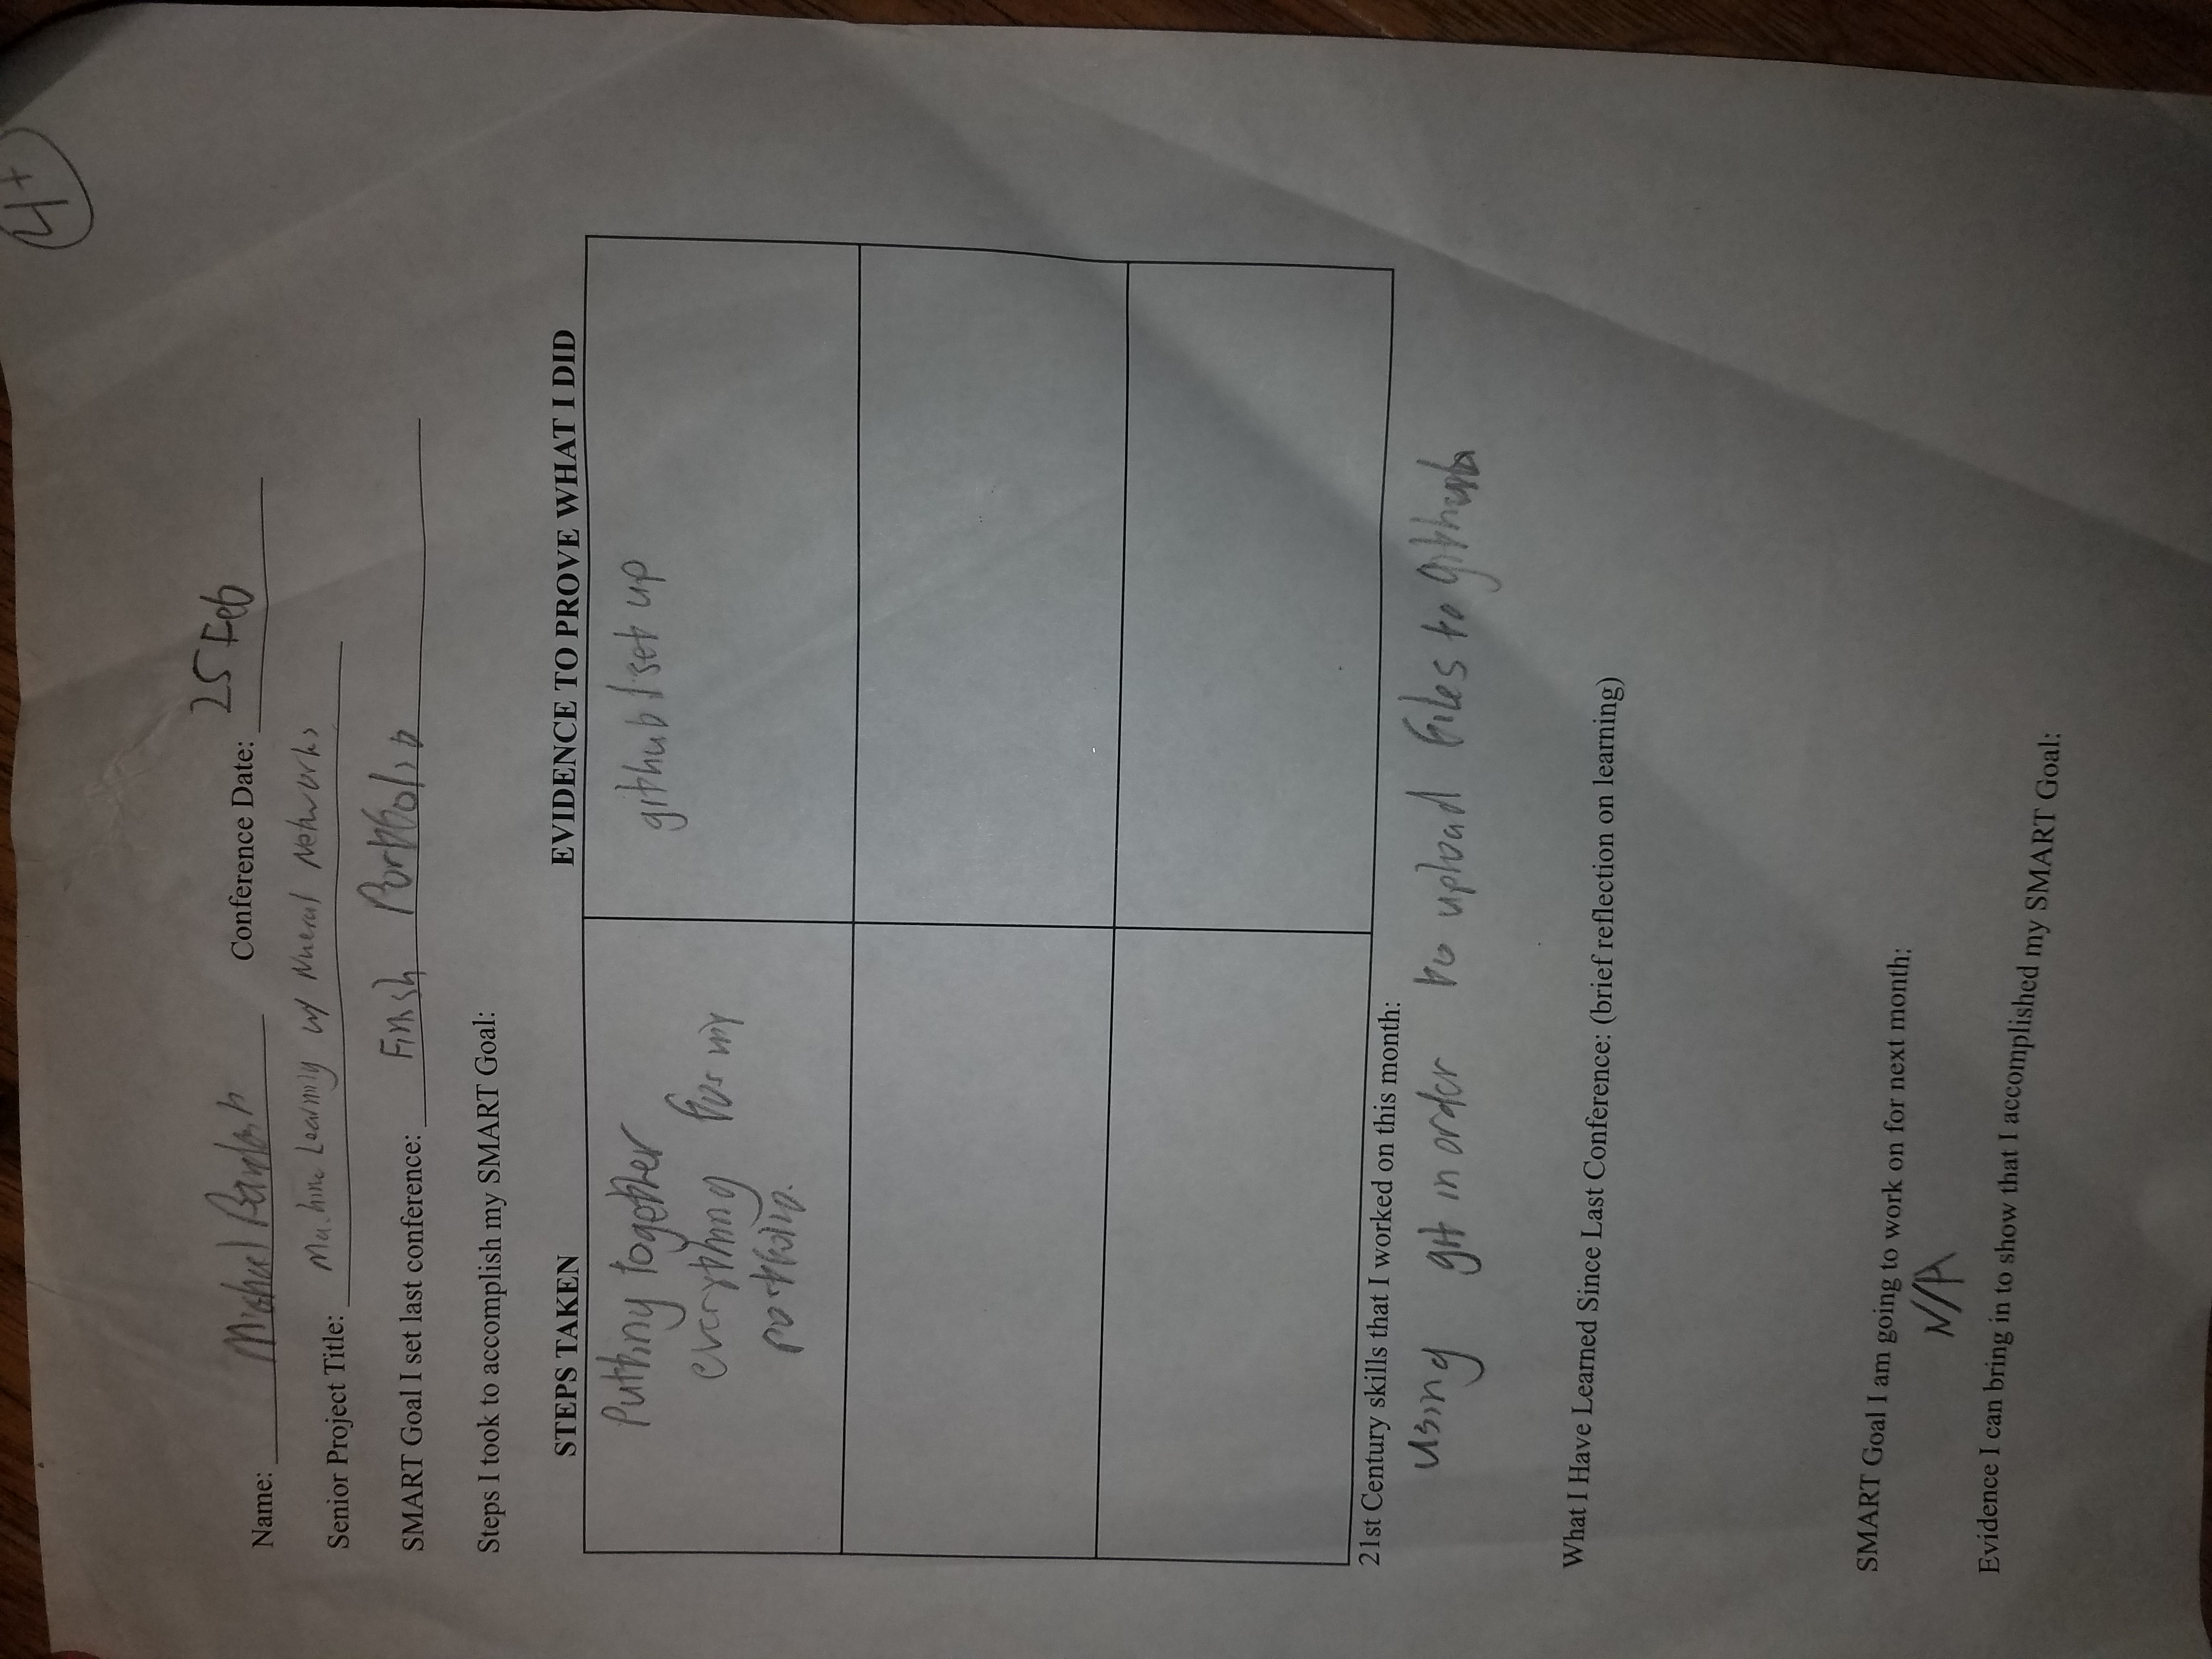 4+
Name: Michael Conference Date: 25 Feb
Senior Project Title: Machine Learning w/ Nueral Networks
SMART Goal I set last conference: Finish Portfolio
Steps I took to accomplish my SMART Goal:
STEPS TAKEN EVIDENCE TO PROVE WHAT I DID
Putting together github set up
everything for my
portfolio.
21st Century skills that I worked on this month:
using git in order to upload files to github
What I Have Learned Since Last Conference: (brief reflection on learning)
SMART Goal I am going to work on for next month:
N/A
Evidence I can bring in to show that I accomplished my SMART Goal: